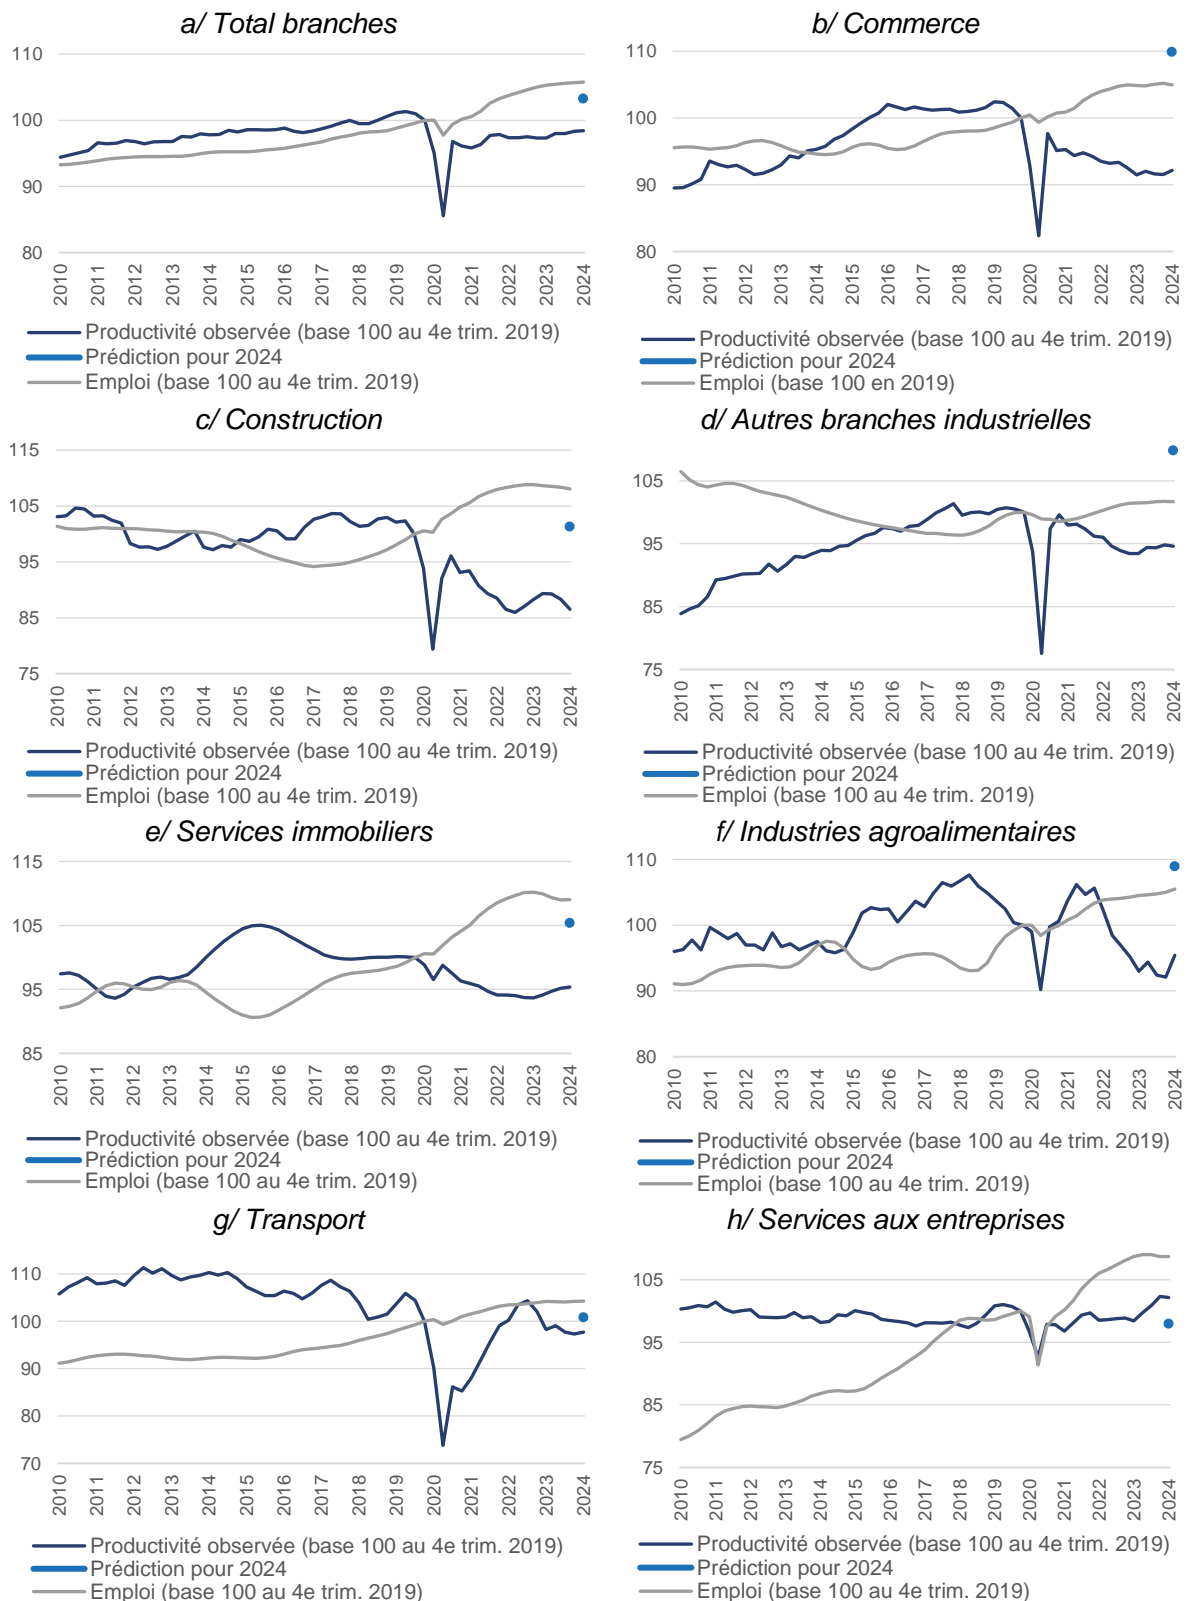 a/ Total branches
110
100
90
80
2010 2011 2012 2013 2014 2015 2016 2017 2018 2019 2020 2021 2022 2023 2024
Productivité observée (base 100 au 4e trim. 2019)
Prédiction pour 2024
Emploi (base 100 au 4e trim. 2019)
b/ Commerce
110
100
90
80
2010 2011 2012 2013 2014 2015 2016 2017 2018 2019 2020 2021 2022 2023 2024
Productivité observée (base 100 au 4e trim. 2019)
Prédiction pour 2024
Emploi (base 100 en 2019)
c/ Construction
115
105
95
85
75
2010 2011 2012 2013 2014 2015 2016 2017 2018 2019 2020 2021 2022 2023 2024
Productivité observée (base 100 au 4e trim. 2019)
Prédiction pour 2024
Emploi (base 100 au 4e trim. 2019)
d/ Autres branches industrielles
105
95
85
75
2010 2011 2012 2013 2014 2015 2016 2017 2018 2019 2020 2021 2022 2023 2024
Productivité observée (base 100 au 4e trim. 2019)
Prédiction pour 2024
Emploi (base 100 au 4e trim. 2019)
e/ Services immobiliers
115
105
95
85
2010 2011 2012 2013 2014 2015 2016 2017 2018 2019 2020 2021 2022 2023 2024
Productivité observée (base 100 au 4e trim. 2019)
Prédiction pour 2024
Emploi (base 100 au 4e trim. 2019)
f/ Industries agroalimentaires
110
100
90
80
2010 2011 2012 2013 2014 2015 2016 2017 2018 2019 2020 2021 2022 2023 2024
Productivité observée (base 100 au 4e trim. 2019)
Prédiction pour 2024
Emploi (base 100 au 4e trim. 2019)
g/ Transport
110
100
90
80
70
2010 2011 2012 2013 2014 2015 2016 2017 2018 2019 2020 2021 2022 2023 2024
Productivité observée (base 100 au 4e trim. 2019)
Prédiction pour 2024
Emploi (base 100 au 4e trim. 2019)
h/ Services aux entreprises
105
95
85
75
2010 2011 2012 2013 2014 2015 2016 2017 2018 2019 2020 2021 2022 2023 2024
Productivité observée (base 100 au 4e trim. 2019)
Prédiction pour 2024
Emploi (base 100 au 4e trim. 2019)